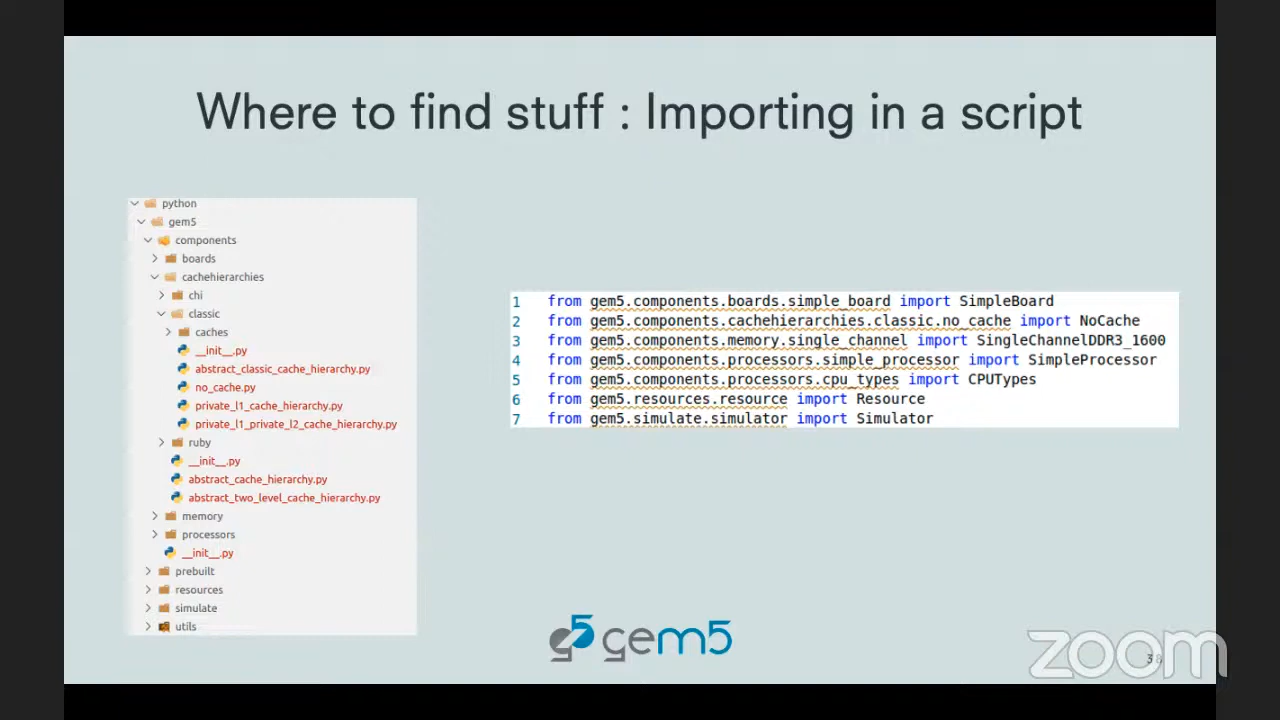 Where to find stuff : Importing in a script
python
gem5
components
boards
cachehierarchies
chi
classic
caches
__init__.py
abstract_classic_cache_hierarchy.py
no_cache.py
private_l1_cache_hierarchy.py
private_l1_private_l2_cache_hierarchy.py
ruby
__init__.py
abstract_cache_hierarchy.py
abstract_two_level_cache_hierarchy.py
memory
processors
__init__.py
prebuilt
resources
simulate
utils
1 from gem5.components.boards.simple_board import SimpleBoard
2 from gem5.components.cachehierarchies.classic.no_cache import NoCache
3 from gem5.components.memory.single_channel import SingleChannelDDR3_1600
4 from gem5.components.processors.simple_processor import SimpleProcessor
5 from gem5.components.processors.cpu_types import CPUTypes
6 from gem5.resources.resource import Resource
7 from gem5.simulate.simulator import Simulator
gem5
zoom